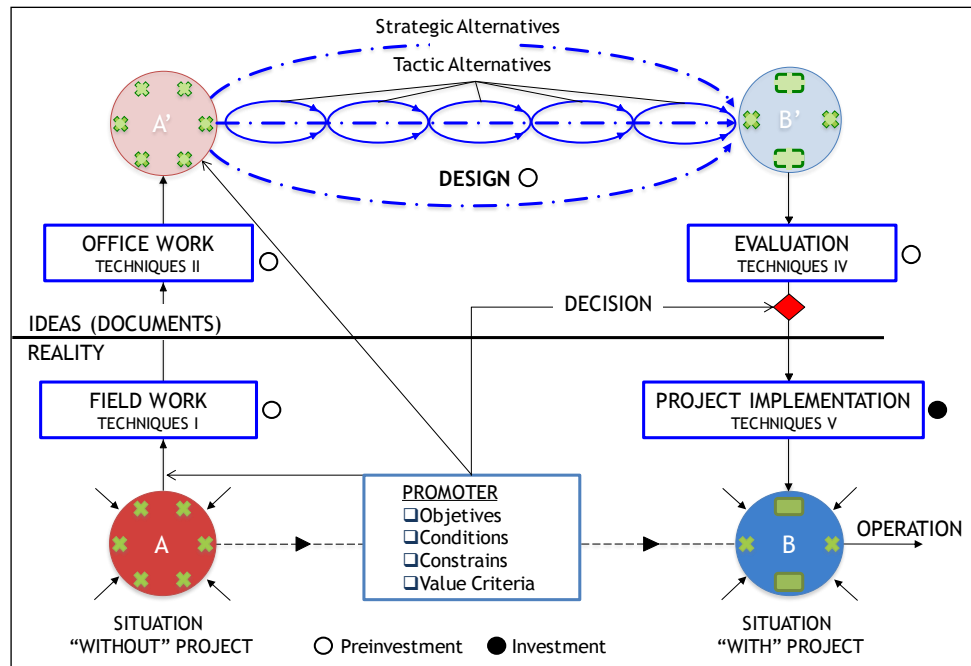 Strategic Alternatives
Tactic Alternatives
A'
B'
DESIGN
OFFICE WORK
TECHNIQUES II
EVALUATION
TECHNIQUES IV
DECISION
IDEAS (DOCUMENTS)
REALITY
FIELD WORK
TECHNIQUES I
PROJECT IMPLEMENTATION
TECHNIQUES V
PROMOTER
Objetives
Conditions
Constrains
Value Criteria
A
B
OPERATION
SITUATION
“WITHOUT” PROJECT
Preinvestment
Investment
SITUATION
“WITH” PROJECT